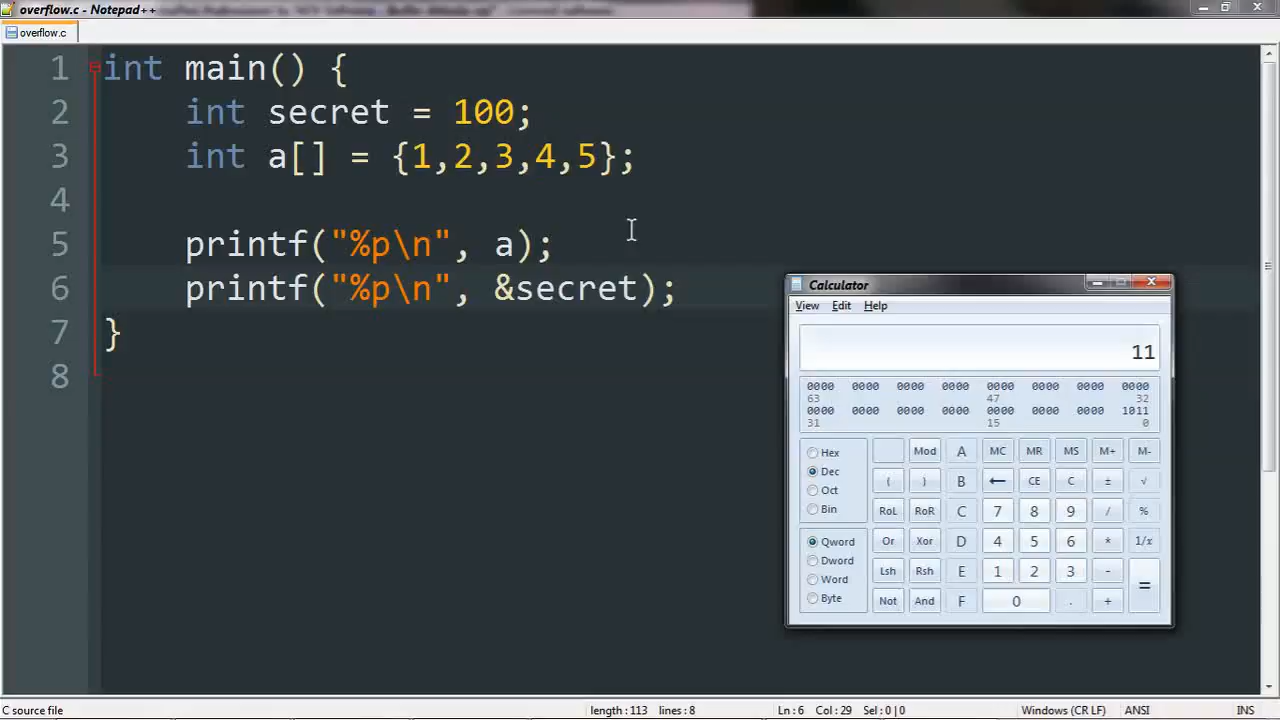 overflow.c - Notepad++
overflow.c
1 int main() {
2 int secret = 100;
3 int a[] = {1,2,3,4,5};
4
5 printf("%p\n", a);
6 printf("%p\n", &secret);
7 }
8
Calculator
View Edit Help
11
0000 0000 0000 0000 0000 0000 0000 0000
63 47 32
0000 0000 0000 0000 0000 0000 0000 1011
31 15 0
Hex Mod A MC MR MS M+ M-
Dec ( ) B ← CE C ± √
Oct RoL RoR C 7 8 9 / %
Bin
Qword Or Xor D 4 5 6 * 1/x
Dword Lsh Rsh E 1 2 3 - =
Word
Byte Not And F 0 . +
C source file length : 113 lines : 8 Ln : 6 Col : 29 Sel : 0 | 0 Windows (CR LF) ANSI INS